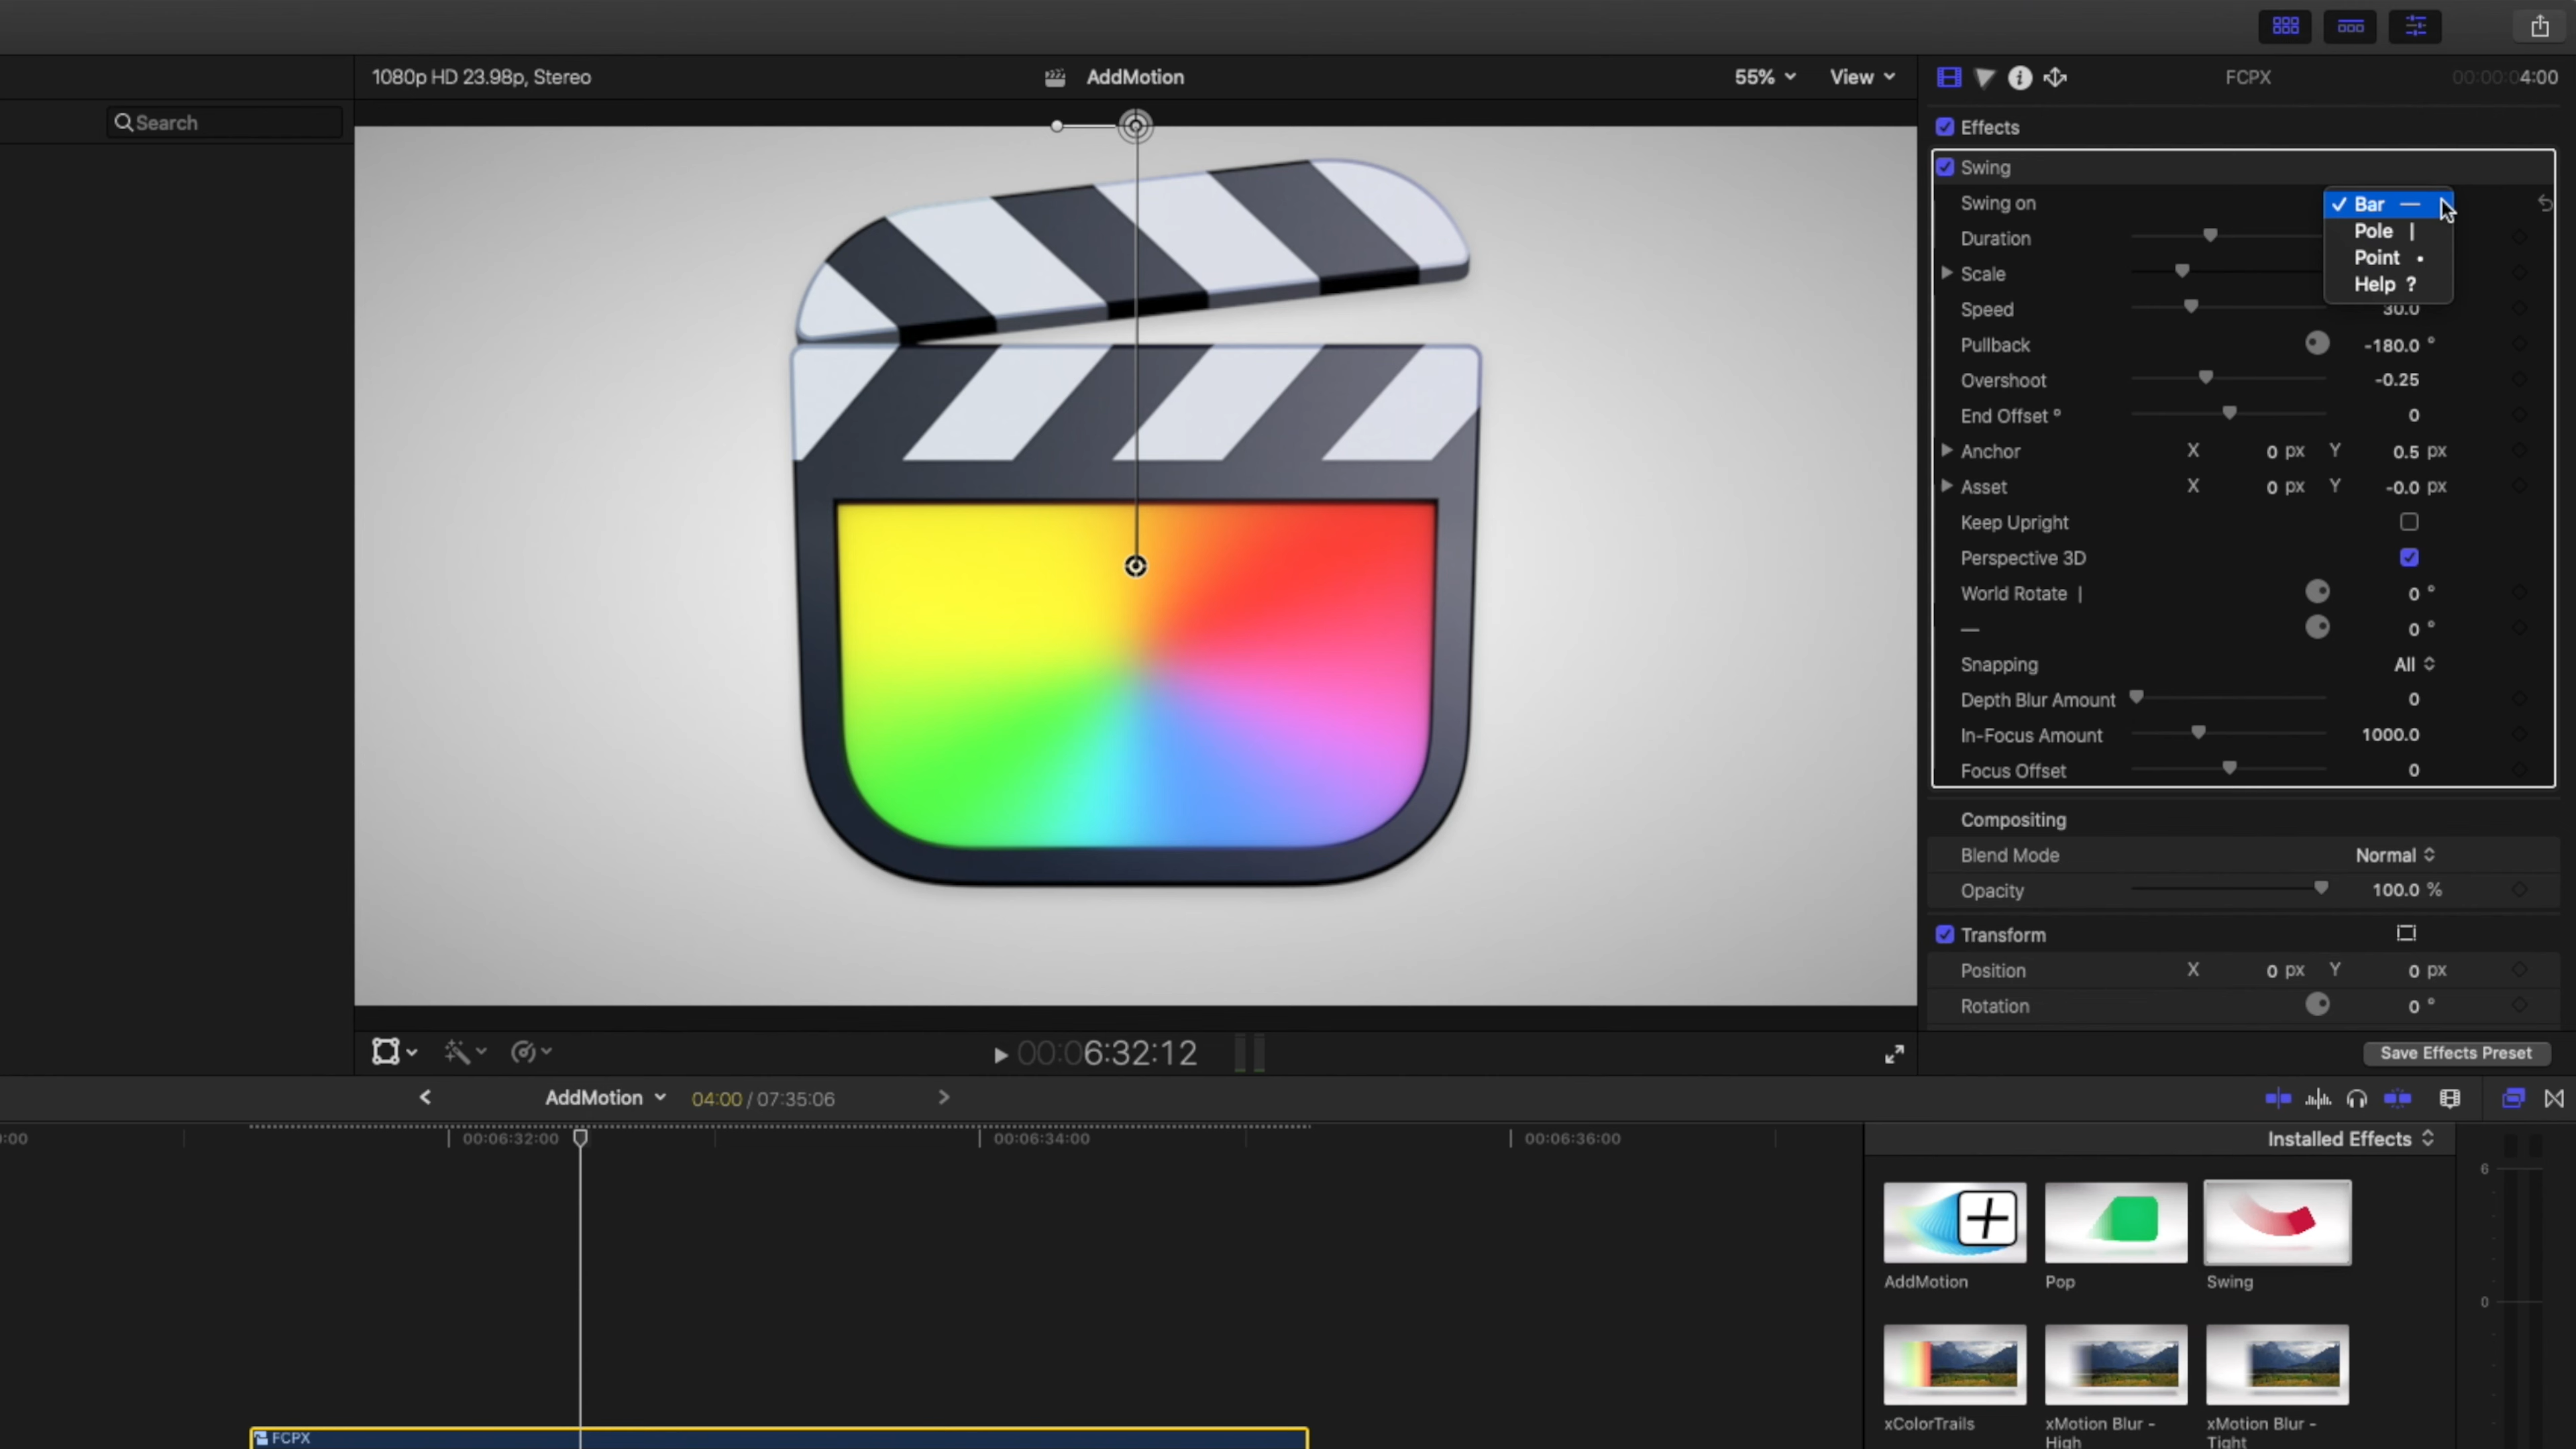 1080p HD 23.98p, Stereo
AddMotion
55%
View
FCPX
00:00:04:00
Search
Effects
Swing
Swing on
Bar —
Pole |
Point •
Help ?
Duration
Scale
Speed 30.0
Pullback -180.0 °
Overshoot -0.25
End Offset ° 0
Anchor X 0 px Y 0.5 px
Asset X 0 px Y -0.0 px
Keep Upright
Perspective 3D
World Rotate | 0 °
— 0 °
Snapping All
Depth Blur Amount 0
In-Focus Amount 1000.0
Focus Offset 0
Compositing
Blend Mode Normal
Opacity 100.0 %
Transform
Position X 0 px Y 0 px
Rotation 0 °
00:06:32:12
Save Effects Preset
AddMotion 04:00 / 07:35:06
:00 00:06:32:00 00:06:34:00 00:06:36:00
Installed Effects
6
AddMotion Pop Swing
0
xColorTrails
xMotion Blur - High
xMotion Blur - Tight
FCPX